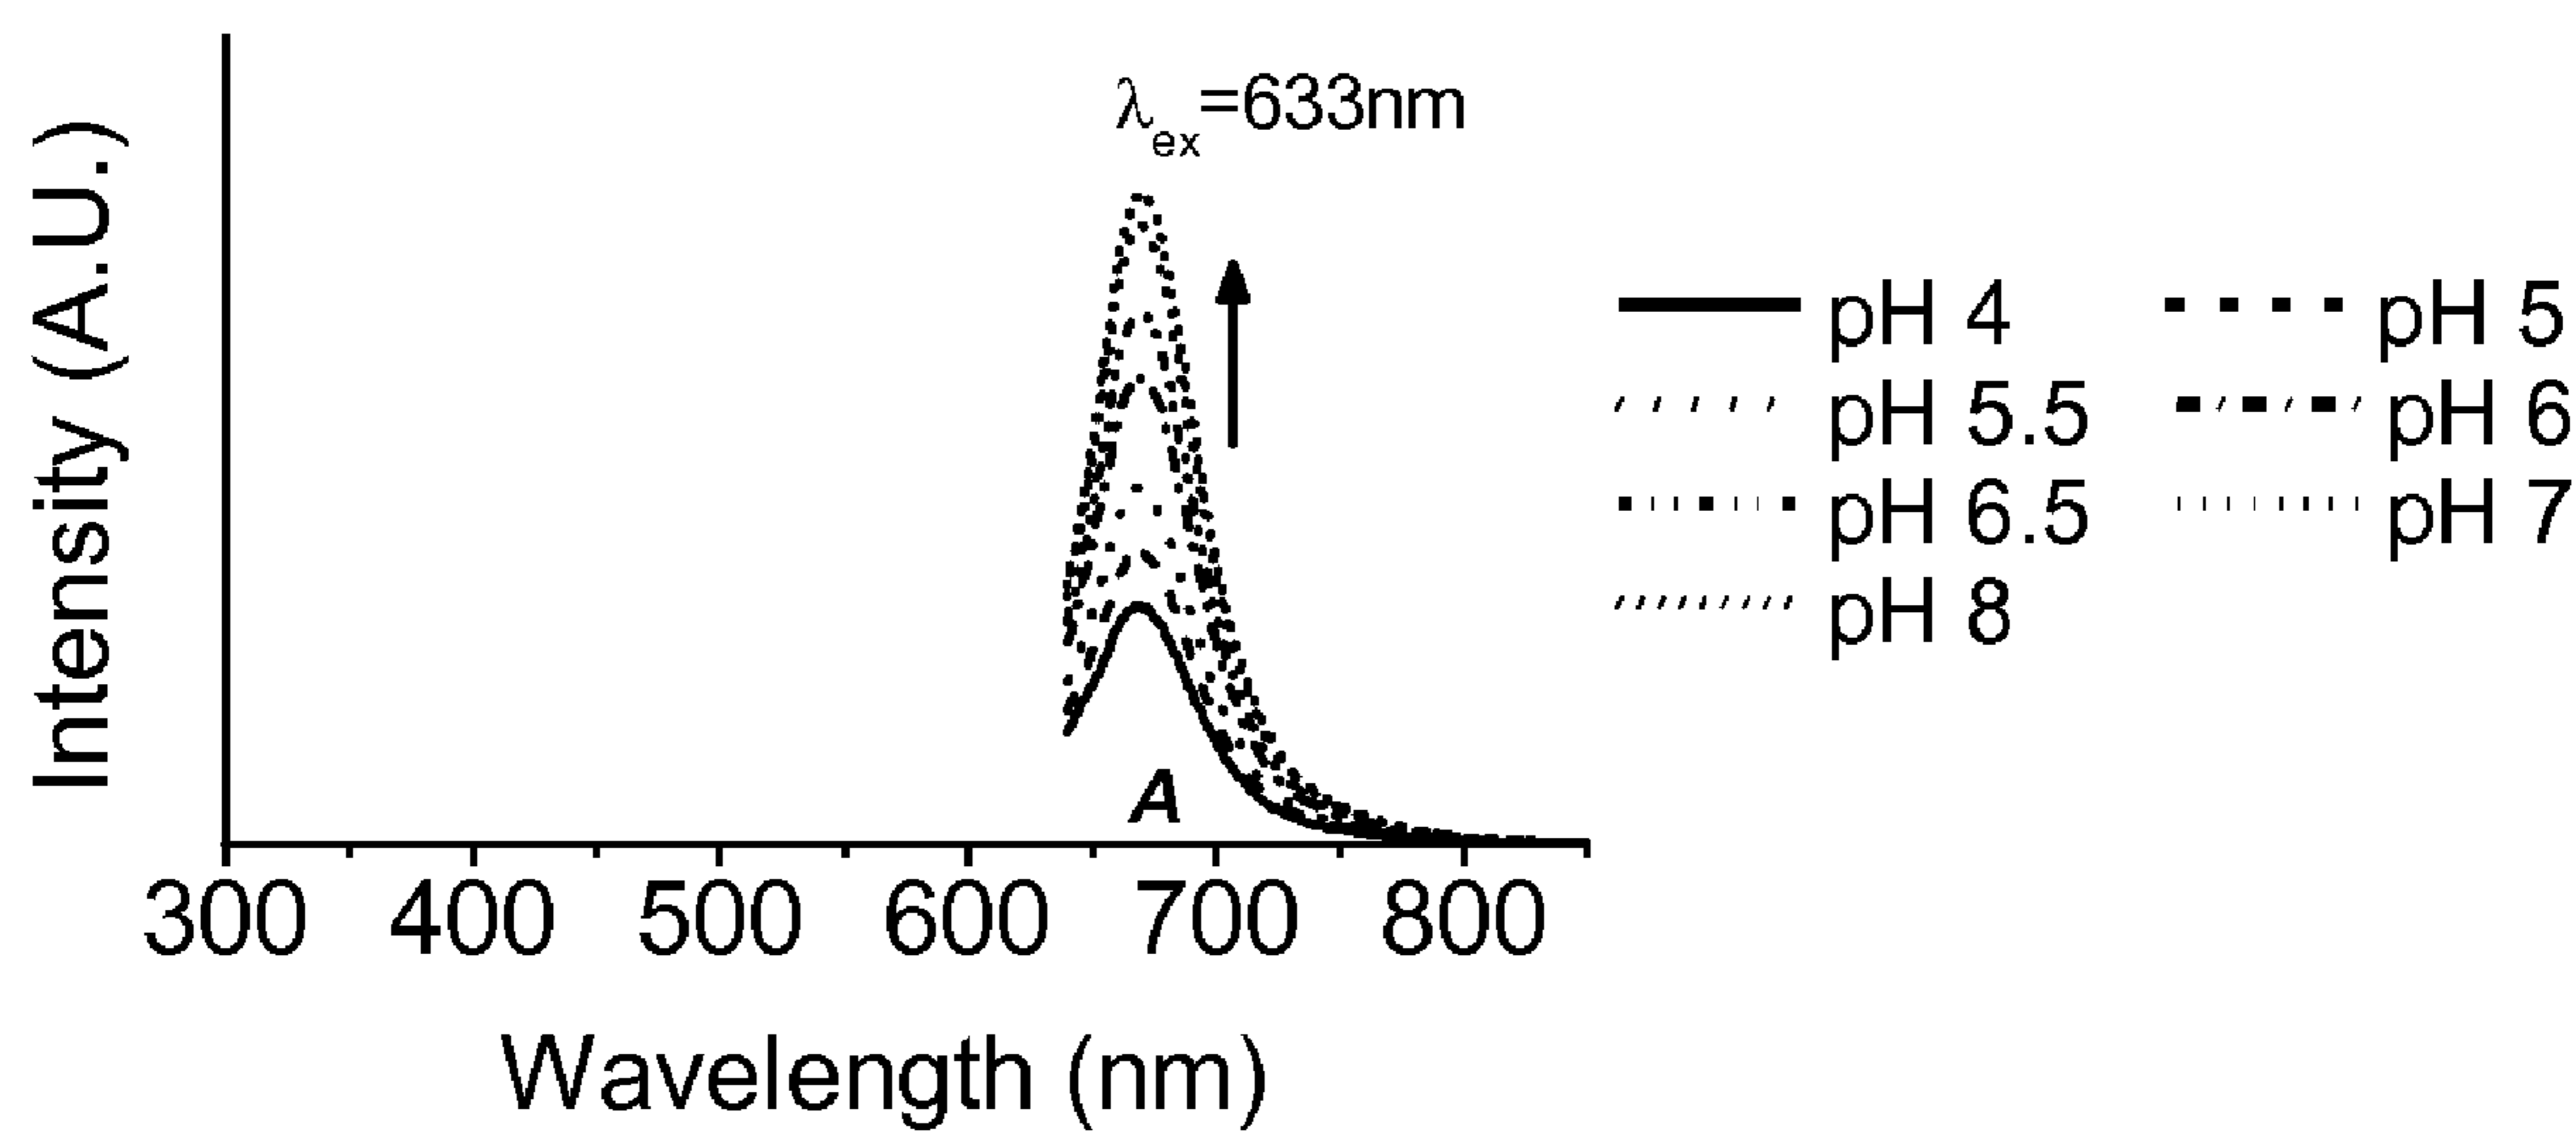 λex=633nm
Intensity (A.U.)
pH 4
pH 5
pH 5.5
pH 6
pH 6.5
pH 7
pH 8
A
300 400 500 600 700 800
Wavelength (nm)